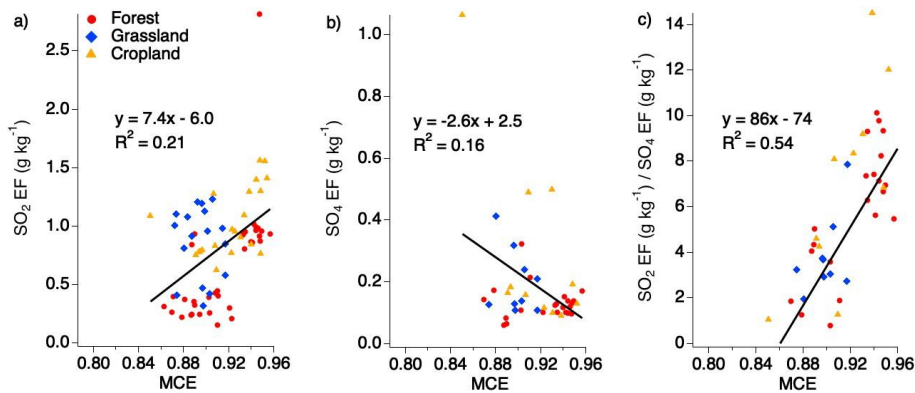 a)
Forest
Grassland
Cropland
y = 7.4x - 6.0
R² = 0.21
SO₂ EF (g kg⁻¹)
2.5
2.0
1.5
1.0
0.5
0.0
0.80 0.84 0.88 0.92 0.96
MCE
b)
y = -2.6x + 2.5
R² = 0.16
SO₄ EF (g kg⁻¹)
1.0
0.8
0.6
0.4
0.2
0.0
0.80 0.84 0.88 0.92 0.96
MCE
c)
y = 86x - 74
R² = 0.54
SO₂ EF (g kg⁻¹) / SO₄ EF (g kg⁻¹)
14
12
10
8
6
4
2
0
0.80 0.84 0.88 0.92 0.96
MCE